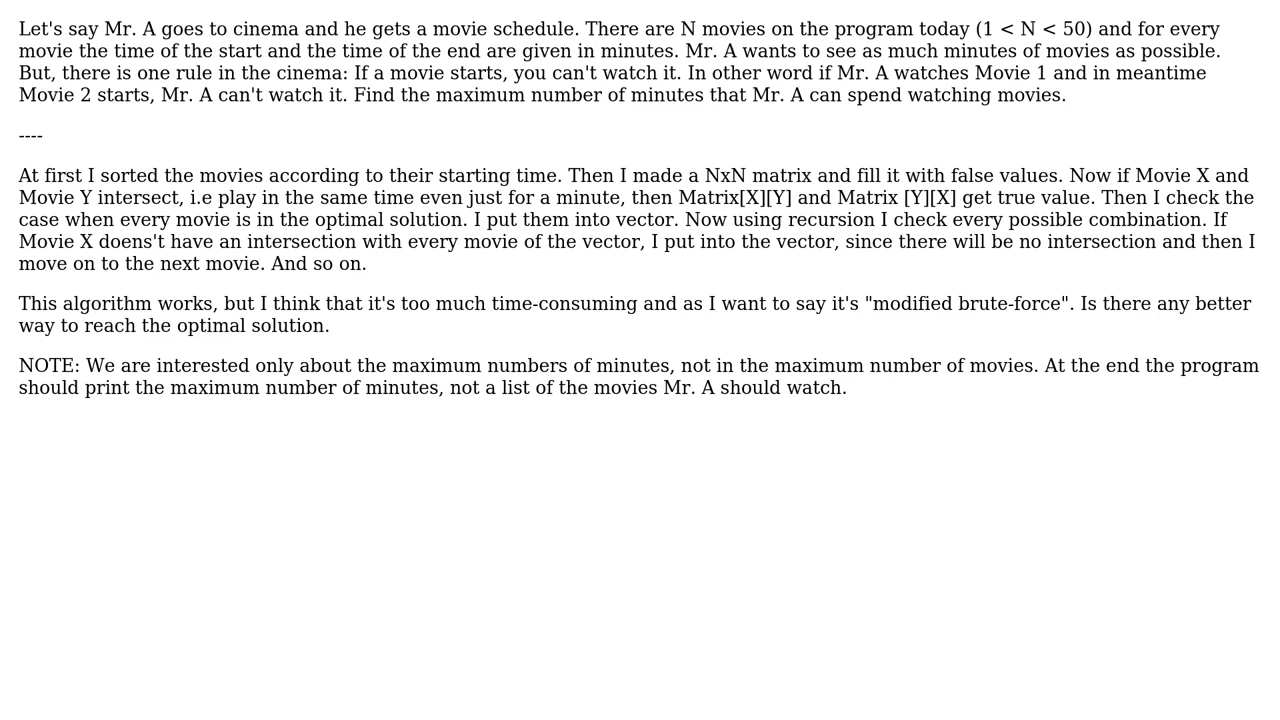 Let's say Mr. A goes to cinema and he gets a movie schedule. There are N movies on the program today (1 < N < 50) and for every
movie the time of the start and the time of the end are given in minutes. Mr. A wants to see as much minutes of movies as possible.
But, there is one rule in the cinema: If a movie starts, you can't watch it. In other word if Mr. A watches Movie 1 and in meantime
Movie 2 starts, Mr. A can't watch it. Find the maximum number of minutes that Mr. A can spend watching movies.
----
At first I sorted the movies according to their starting time. Then I made a NxN matrix and fill it with false values. Now if Movie X and
Movie Y intersect, i.e play in the same time even just for a minute, then Matrix[X][Y] and Matrix [Y][X] get true value. Then I check the
case when every movie is in the optimal solution. I put them into vector. Now using recursion I check every possible combination. If
Movie X doens't have an intersection with every movie of the vector, I put into the vector, since there will be no intersection and then I
move on to the next movie. And so on.
This algorithm works, but I think that it's too much time-consuming and as I want to say it's "modified brute-force". Is there any better
way to reach the optimal solution.
NOTE: We are interested only about the maximum numbers of minutes, not in the maximum number of movies. At the end the program
should print the maximum number of minutes, not a list of the movies Mr. A should watch.